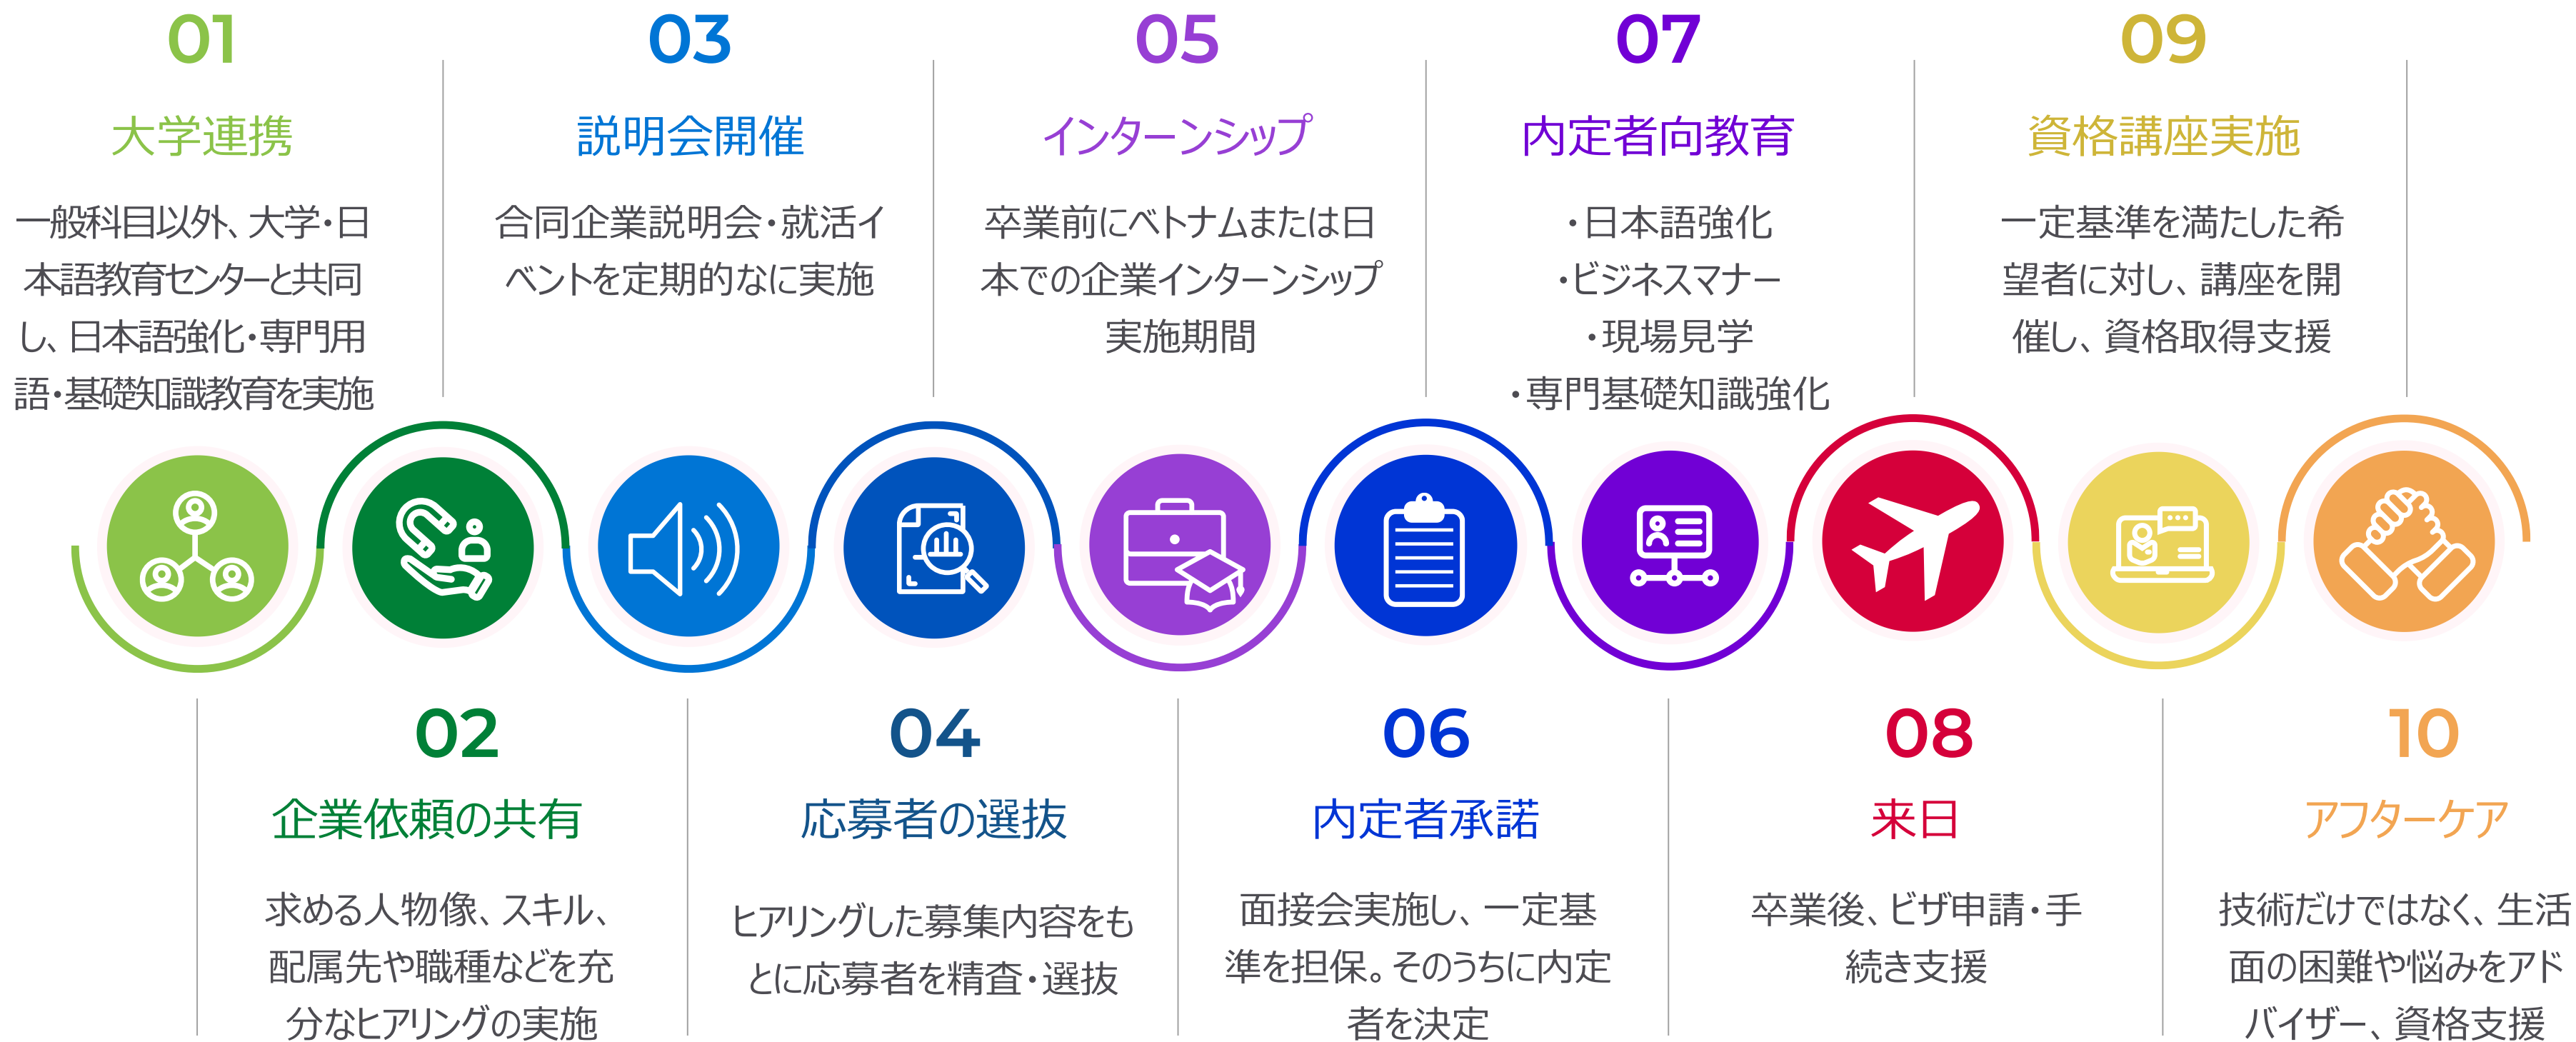 01
大学連携
一般科目以外、大学・日
本語教育センターと共同
し、日本語強化・専門用
語・基礎知識教育を実施
03
説明会開催
合同企業説明会・就活イ
ベントを定期的なに実施
05
インターンシップ
卒業前にベトナムまたは日
本での企業インターンシップ
実施期間
07
内定者向教育
・日本語強化
・ビジネスマナー
・現場見学
・専門基礎知識強化
09
資格講座実施
一定基準を満たした希
望者に対し、講座を開
催し、資格取得支援
02
企業依頼の共有
求める人物像、スキル、
配属先や職種などを充
分なヒアリングの実施
04
応募者の選抜
ヒアリングした募集内容をも
とに応募者を精査・選抜
06
内定者承諾
面接会実施し、一定基
準を担保。そのうちに内定
者を決定
08
来日
卒業後、ビザ申請・手
続き支援
10
アフターケア
技術だけではなく、生活
面の困難や悩みをアド
バイザー、資格支援